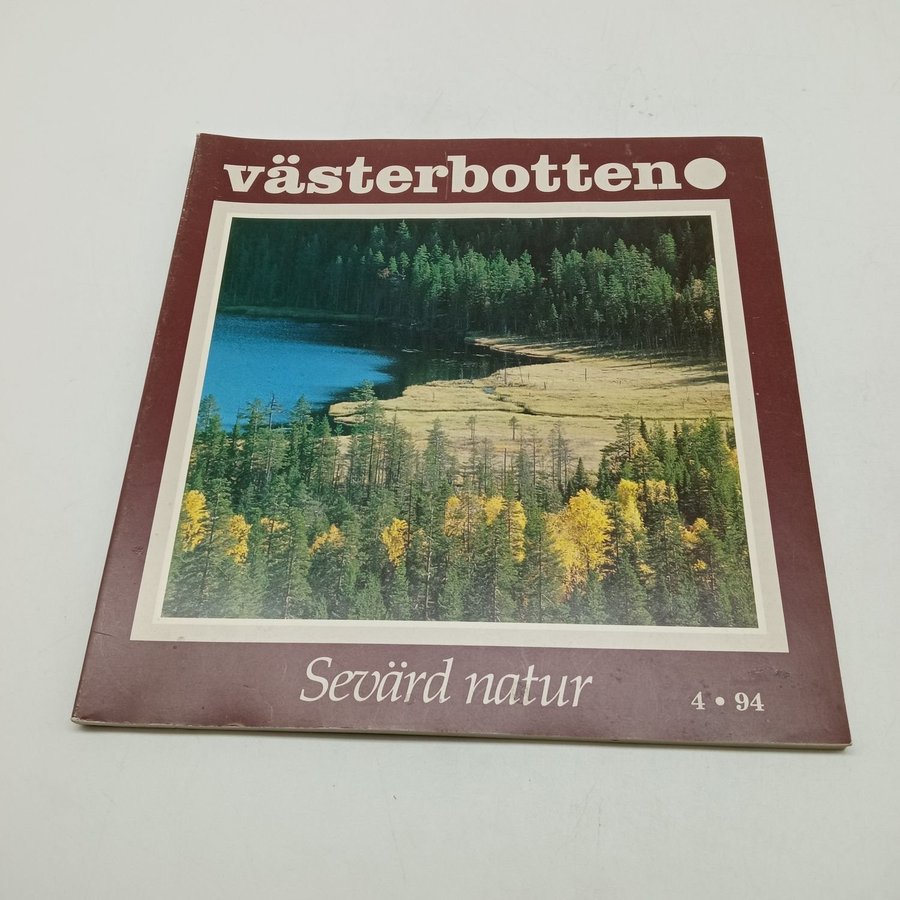 västerbotten
Sevärd natur
4 • 94